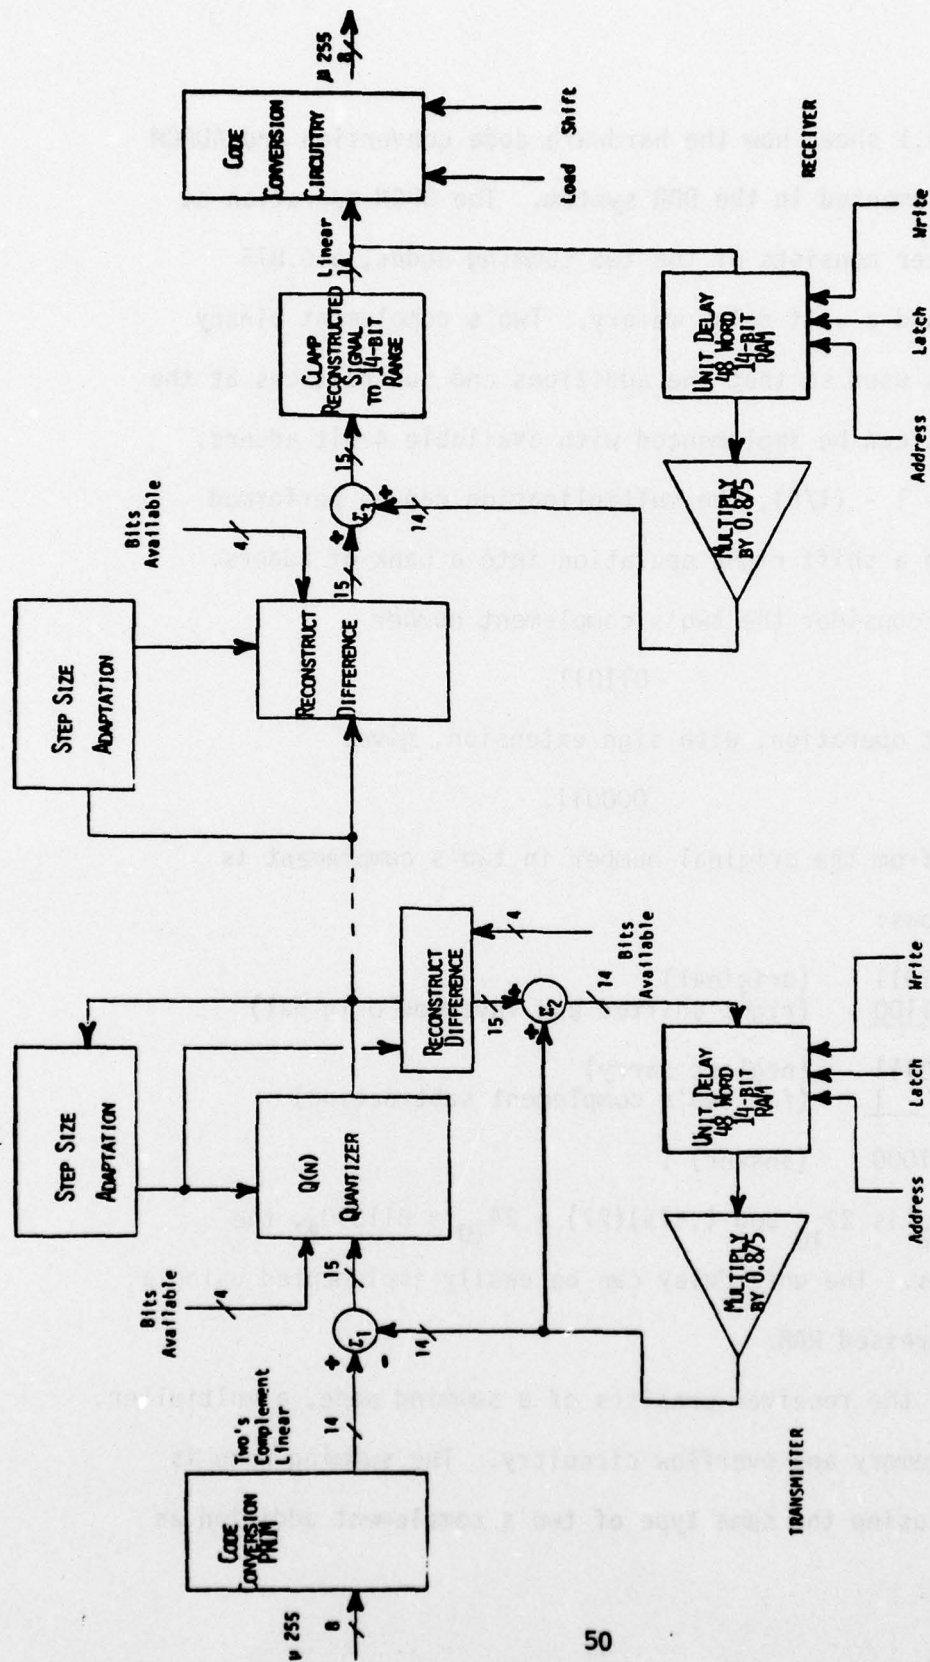 μ 255
8
CODE
CONVERSION
PROM
Two's
Complement
Linear
14
+
-
Σ1
14
15
Bits
Available
4
Q(N)
QUANTIZER
STEP SIZE
ADAPTATION
RECONSTRUCT
DIFFERENCE
4
Bits
Available
15
+
+
Σ2
14
UNIT DELAY
48 WORD
14-BIT
RAM
Address
Latch
Write
MULTIPLY
BY 0.875
TRANSMITTER
STEP SIZE
ADAPTATION
RECONSTRUCT
DIFFERENCE
Bits
Available
4
15
+
+
Σ3
14
15
CLAMP
RECONSTRUCTED
SIGNAL
TO 14-BIT
RANGE
Linear
14
CODE
CONVERSION
CIRCUITRY
Load
Shift
μ 255
8
UNIT DELAY
48 WORD
14-BIT
RAM
Address
Latch
Write
MULTIPLY
BY 0.875
RECEIVER
50